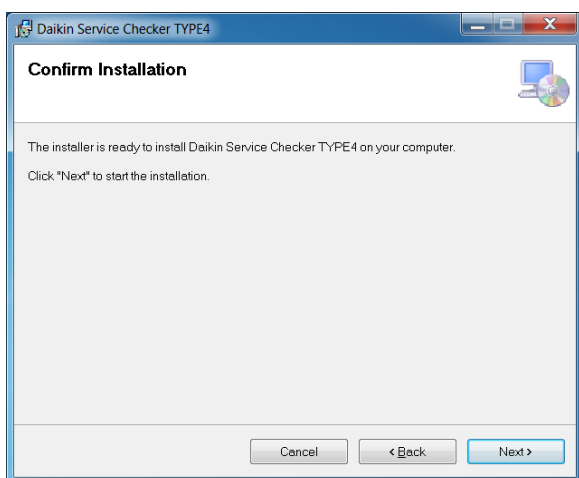 Daikin Service Checker TYPE4
Confirm Installation
The installer is ready to install Daikin Service Checker TYPE4 on your computer.
Click "Next" to start the installation.
Cancel
< Back
Next >